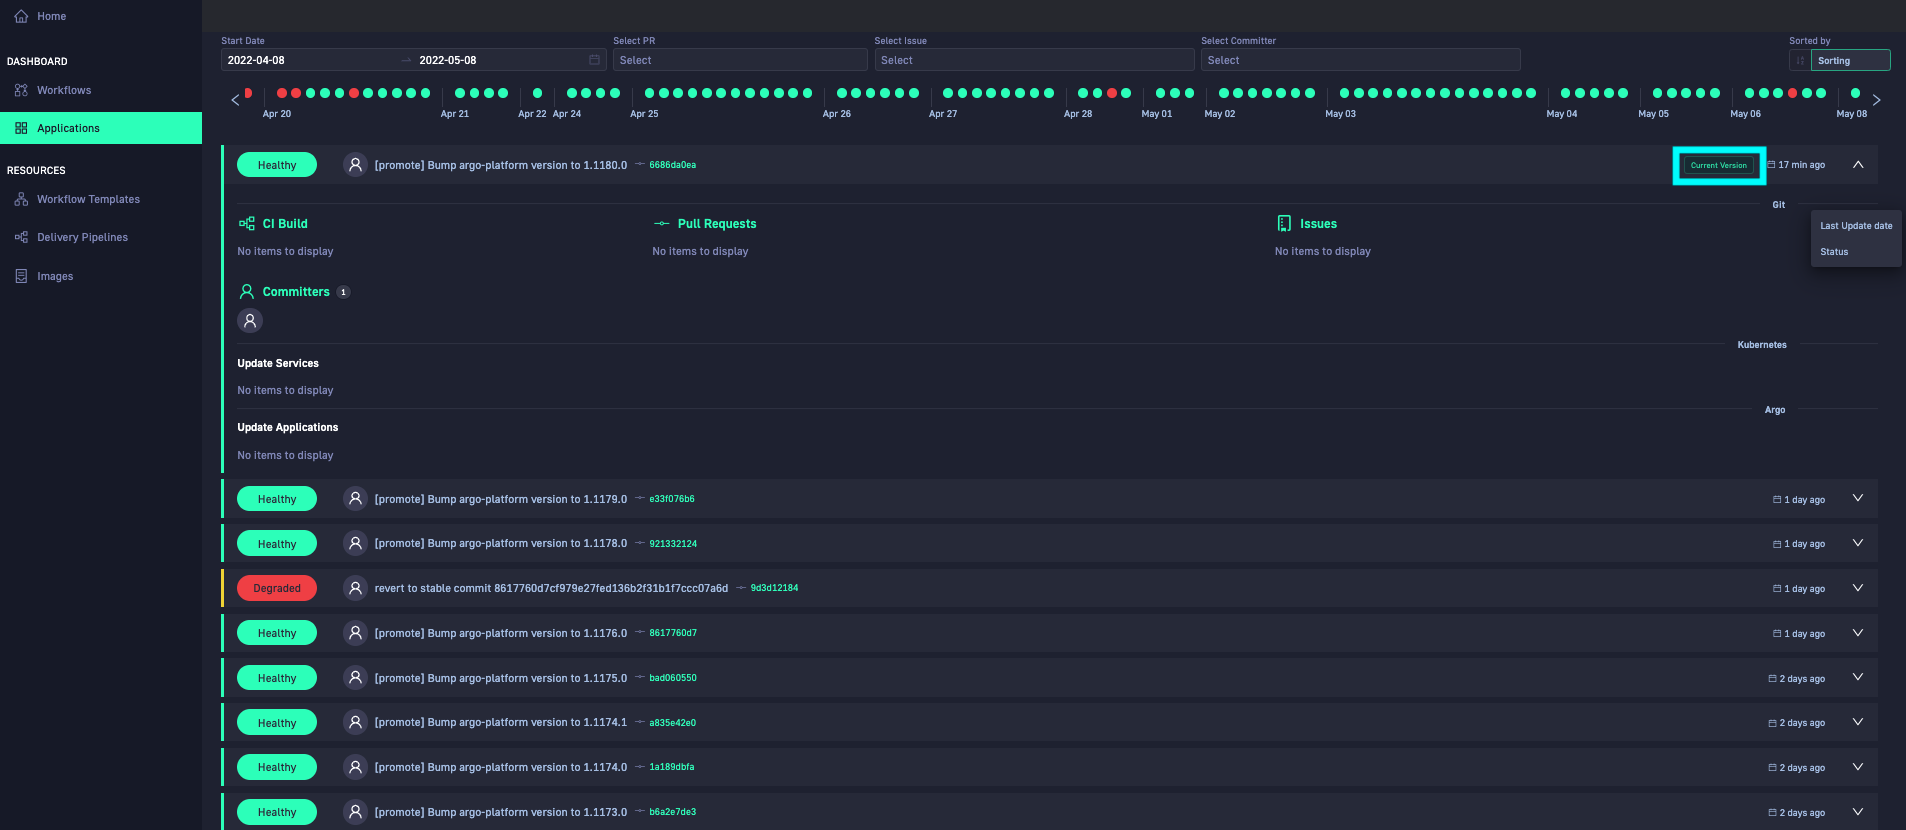 Home
DASHBOARD
Workflows
Applications
RESOURCES
Workflow Templates
Delivery Pipelines
Images
Start Date Select PR Select Issue Select Committer Sorted by
2022-04-08 2022-05-08 Select Select Select Sorting
Apr 20 Apr 21 Apr 22 Apr 24 Apr 25 Apr 26 Apr 27 Apr 28 May 01 May 02 May 03 May 04 May 05 May 06 May 08
Healthy [promote] Bump argo-platform version to 1.1180.0 6686da0ea Current Version 17 min ago
Git
CI Build Pull Requests Issues
No items to display No items to display No items to display
Last Update date
Status
Committers 1
Kubernetes
Update Services
No items to display
Argo
Update Applications
No items to display
Healthy [promote] Bump argo-platform version to 1.1179.0 e33f076b6 1 day ago
Healthy [promote] Bump argo-platform version to 1.1178.0 921332124 1 day ago
Degraded revert to stable commit 8617760d7cf979e27fed136b2f31b1f7ccc07a6d 9d3d12184 1 day ago
Healthy [promote] Bump argo-platform version to 1.1176.0 8617760d7 1 day ago
Healthy [promote] Bump argo-platform version to 1.1175.0 bad060550 2 days ago
Healthy [promote] Bump argo-platform version to 1.1174.1 a835e42e0 2 days ago
Healthy [promote] Bump argo-platform version to 1.1174.0 1a189dbfa 2 days ago
Healthy [promote] Bump argo-platform version to 1.1173.0 b6a2e7de3 2 days ago